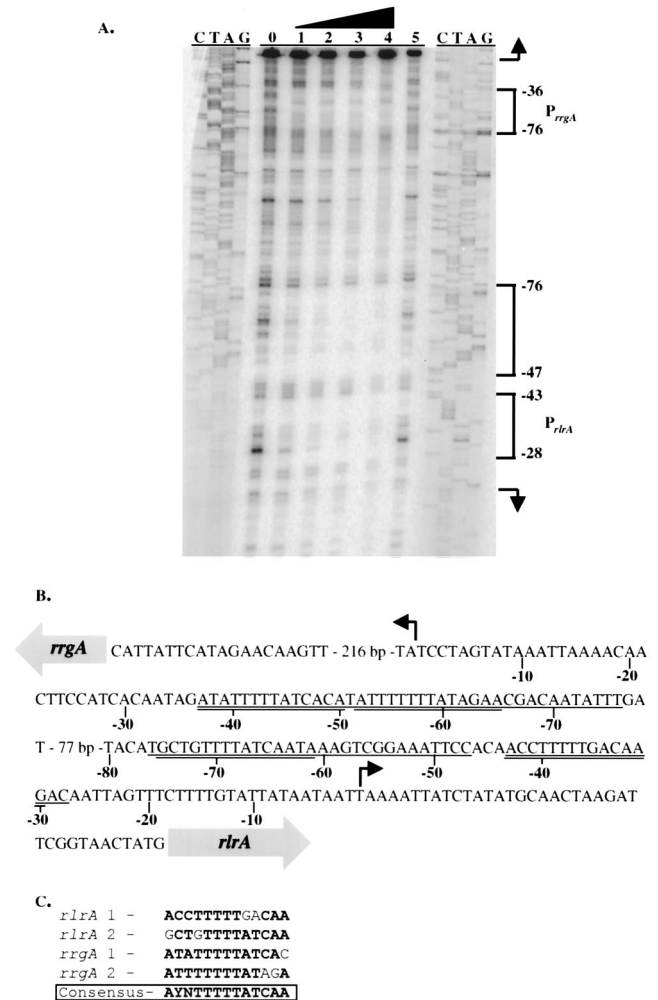 A.
C T A G 0 1 2 3 4 5 C T A G
-36
PrrgA
-76
-76
-47
-43
PrlrA
-28
B.
rrgA CATTATTCATAGAACAAGTT - 216 bp -TATCCTAGTATAAATTAAAACAA
-10 -20
CTTCCATCACAATAGATATTTTTATCACATATTTTTTTATAGAACGACAATATTTGA
-30 -40 -50 -60 -70
T - 77 bp -TACATGCTGTTTTATCAATAAAGTCGGAAATTCCACAACCTTTTTGACAA
-80 -70 -60 -50 -40
GACAATTAGTTTCTTTTGTATTATAATAATTAAAATTATCTATATGCAACTAAGAT
-30 -20 -10
TCGGTAACTATG rlrA
C.
rlrA 1 - ACCTTTTTGACAA
rlrA 2 - GCTGTTTTATCAA
rrgA 1 - ATATTTTTATCAC
rrgA 2 - ATTTTTTTATAGA
Consensus- AYNTTTTTATCAA